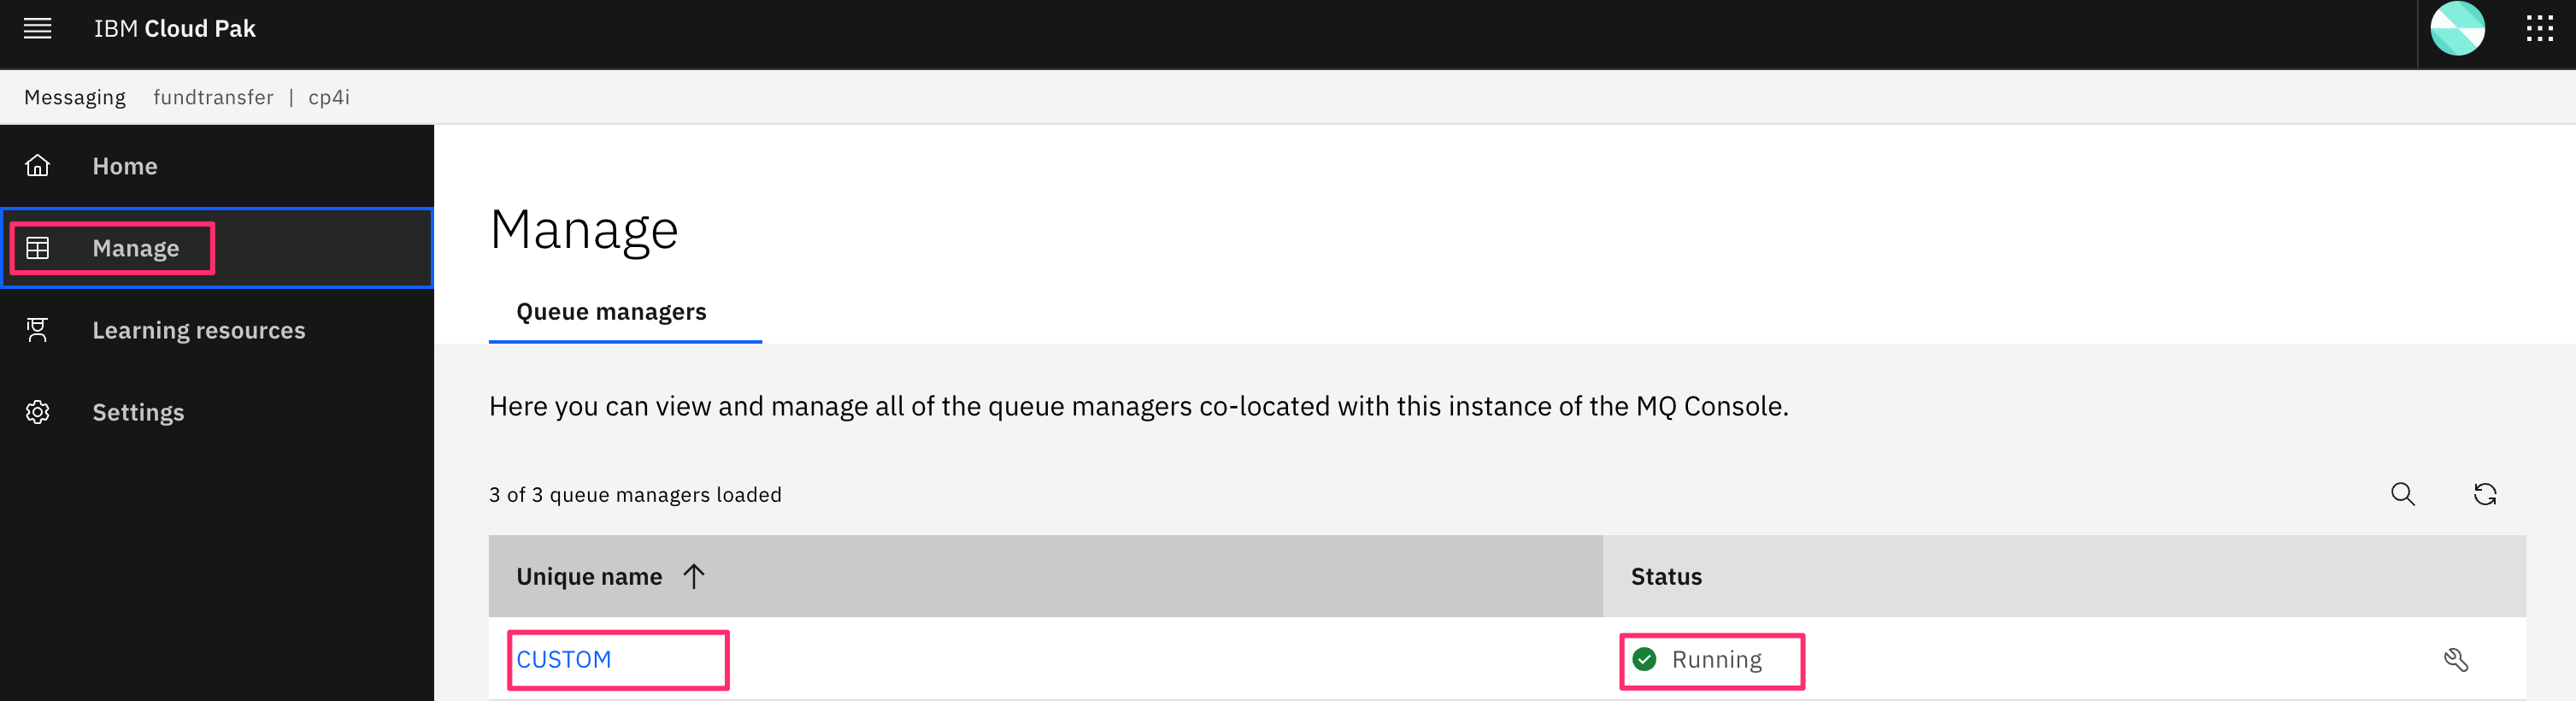 IBM Cloud Pak
Messaging fundtransfer | cp4i
Home
Manage
Learning resources
Settings
Manage
Queue managers
Here you can view and manage all of the queue managers co-located with this instance of the MQ Console.
3 of 3 queue managers loaded
Unique name Status
CUSTOM Running